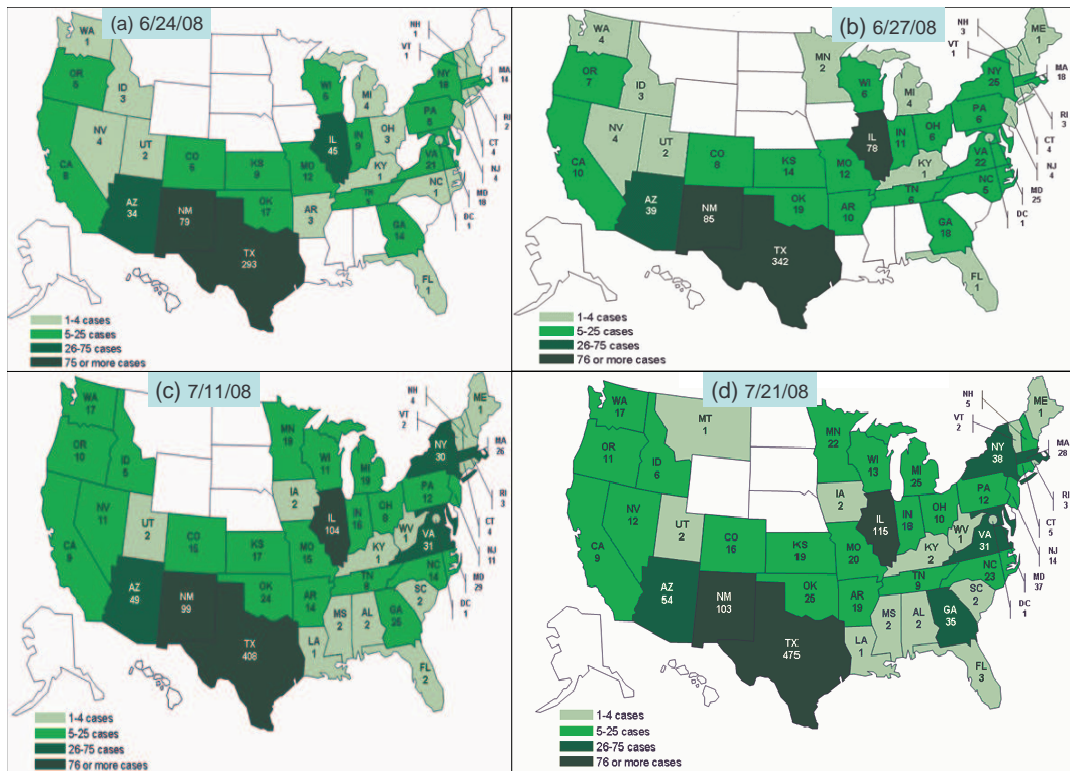 (a) 6/24/08
WA
1
OR
5
ID
3
NV
4
CA
8
UT
2
AZ
34
CO
6
NM
79
KS
9
OK
17
TX
293
MO
12
AR
3
WI
6
IL
45
MI
4
IN
9
OH
3
KY
1
TN
GA
14
FL
1
NC
1
VA
21
PA
NY
18
NH
1
VT
1
MA
14
RI
2
CT
4
NJ
4
MD
18
DC
1
1-4 cases
5-25 cases
26-75 cases
75 or more cases
(b) 6/27/08
WA
4
OR
7
ID
3
NV
4
CA
10
UT
2
AZ
39
CO
8
NM
85
KS
14
OK
19
TX
342
MN
2
MO
12
AR
10
WI
6
IL
78
MI
4
IN
11
OH
6
KY
1
TN
6
GA
18
FL
1
NC
5
VA
22
PA
6
NY
25
ME
1
NH
3
VT
1
MA
18
RI
3
CT
4
NJ
4
MD
25
DC
1
1-4 cases
5-25 cases
26-75 cases
76 or more cases
(c) 7/11/08
WA
17
OR
10
ID
5
NV
11
CA
UT
2
AZ
49
CO
15
NM
99
KS
17
OK
24
TX
408
MN
19
IA
2
MO
15
AR
14
LA
1
WI
11
IL
104
MI
19
IN
16
OH
KY
1
TN
MS
2
AL
2
GA
FL
2
SC
2
NC
14
VA
31
WV
1
PA
12
NY
30
ME
1
NH
4
VT
2
MA
26
RI
3
CT
4
NJ
11
MD
29
DC
1
1-4 cases
5-25 cases
26-75 cases
76 or more cases
(d) 7/21/08
WA
17
OR
11
ID
6
MT
1
NV
12
CA
9
UT
2
AZ
54
CO
16
NM
103
KS
19
OK
25
TX
475
MN
22
IA
2
MO
20
AR
19
LA
1
WI
13
IL
115
MI
25
IN
18
OH
10
KY
2
TN
9
MS
2
AL
2
GA
35
FL
3
SC
2
NC
23
VA
31
WV
1
PA
12
NY
38
ME
1
NH
5
VT
2
MA
28
RI
3
CT
5
NJ
14
MD
37
DC
1
1-4 cases
5-25 cases
26-75 cases
76 or more cases